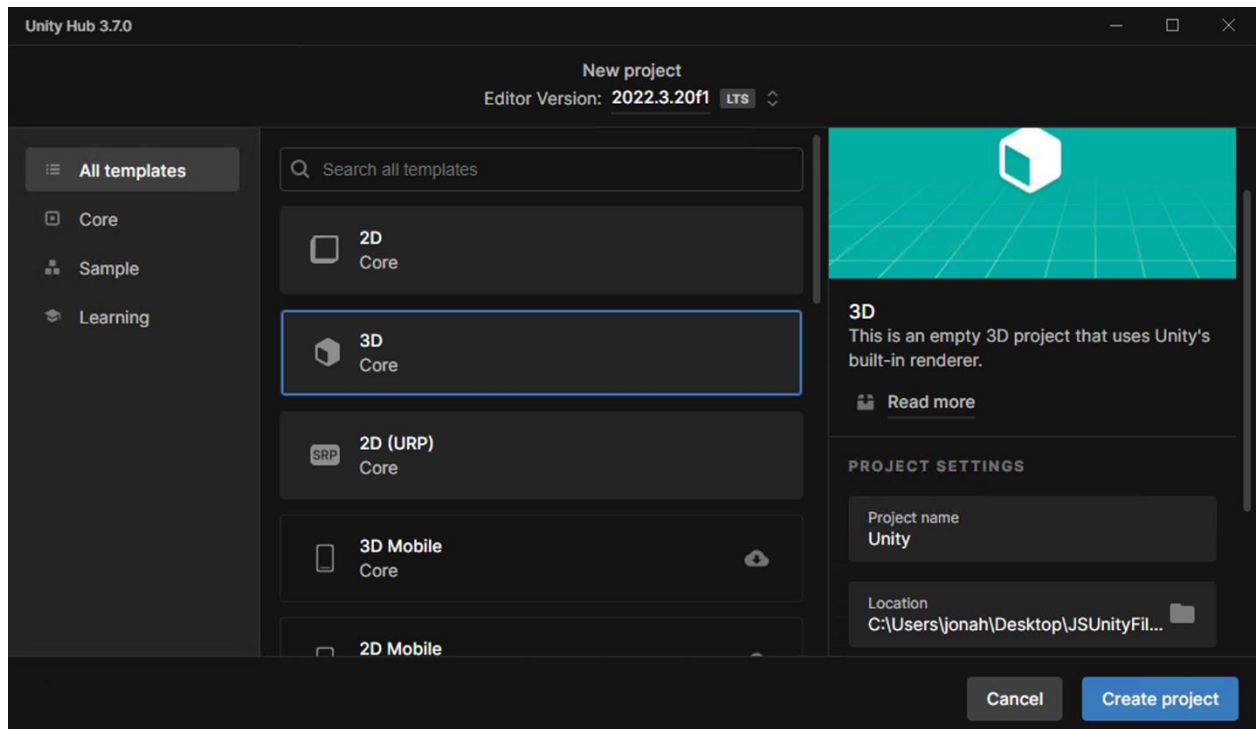 Unity Hub 3.7.0
New project
Editor Version: 2022.3.20f1 LTS
All templates
Core
Sample
Learning
Search all templates
2D
Core
3D
Core
2D (URP)
SRP
Core
3D Mobile
Core
2D Mobile
3D
This is an empty 3D project that uses Unity's
built-in renderer.
Read more
PROJECT SETTINGS
Project name
Unity
Location
C:\Users\jonah\Desktop\JSUnityFil...
Cancel
Create project